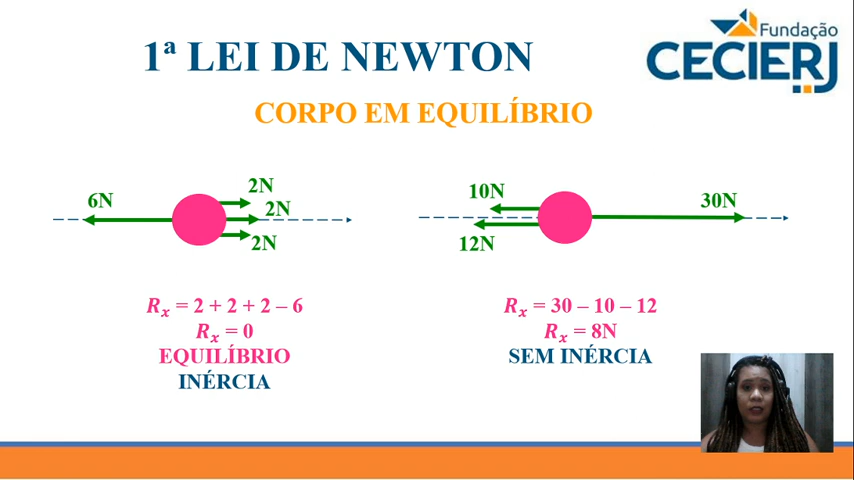 1ª LEI DE NEWTON
Fundação
CECIERJ
CORPO EM EQUILÍBRIO
6N
2N
2N
2N
10N
30N
12N
Rₓ = 2 + 2 + 2 – 6
Rₓ = 0
EQUILÍBRIO
INÉRCIA
Rₓ = 30 – 10 – 12
Rₓ = 8N
SEM INÉRCIA